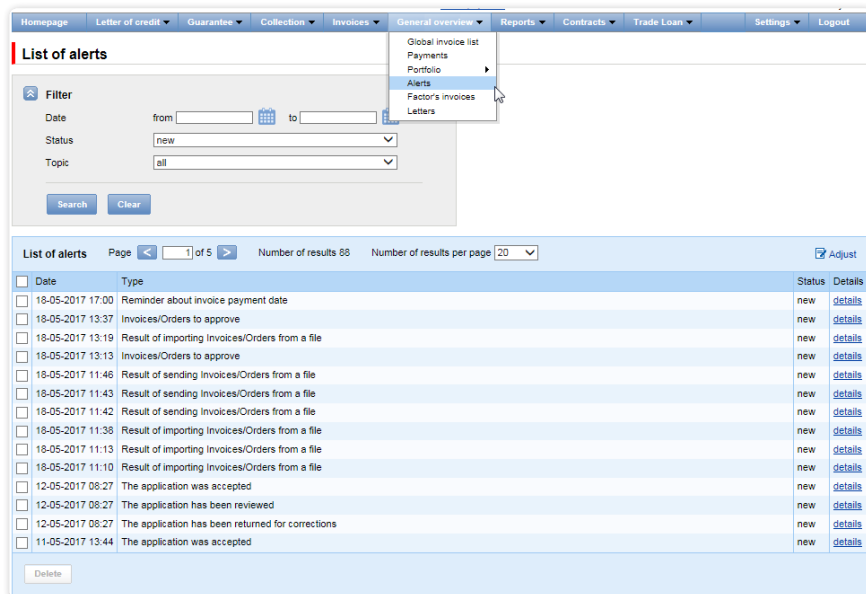 Homepage Letter of credit Guarantee Collection Invoices General overview Reports Contracts Trade Loan Settings Logout
Global invoice list
Payments
Portfolio
Alerts
Factor's invoices
Letters
List of alerts
Filter
Date from to
Status new
Topic all
Search Clear
List of alerts Page < 1 of 5 > Number of results 88 Number of results per page 20 Adjust
Date Type Status Details
18-05-2017 17:00 Reminder about invoice payment date new details
18-05-2017 13:37 Invoices/Orders to approve new details
18-05-2017 13:19 Result of importing Invoices/Orders from a file new details
18-05-2017 13:13 Invoices/Orders to approve new details
18-05-2017 11:46 Result of sending Invoices/Orders from a file new details
18-05-2017 11:43 Result of sending Invoices/Orders from a file new details
18-05-2017 11:42 Result of sending Invoices/Orders from a file new details
18-05-2017 11:38 Result of importing Invoices/Orders from a file new details
18-05-2017 11:13 Result of importing Invoices/Orders from a file new details
18-05-2017 11:10 Result of importing Invoices/Orders from a file new details
12-05-2017 08:27 The application was accepted new details
12-05-2017 08:27 The application has been reviewed new details
12-05-2017 08:27 The application has been returned for corrections new details
11-05-2017 13:44 The application was accepted new details
Delete